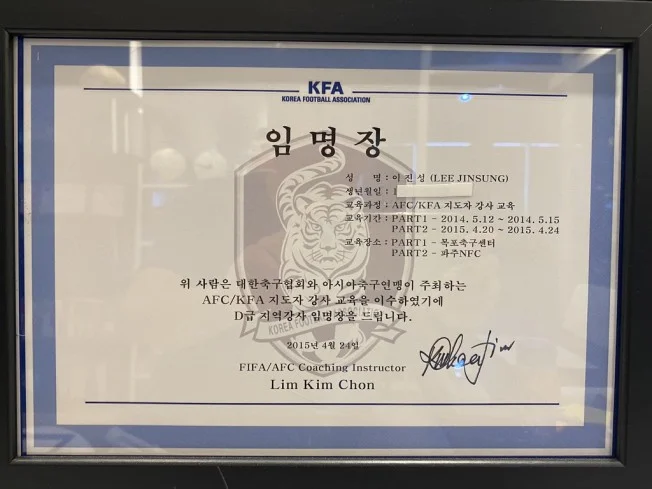 KFA
KOREA FOOTBALL ASSOCIATION
임 명 장
성 명 : 이 진 성 (LEE JINSUNG)
생년월일 : 1
교육과정 : AFC/KFA 지도자 강사 교육
교육기간 : PART1 - 2014. 5.12 ~ 2014. 5.15
PART2 - 2015. 4.20 ~ 2015. 4.24
교육장소 : PART1 - 목포축구센터
PART2 - 파주NFC
위 사람은 대한축구협회와 아시아축구연맹이 주최하는
AFC/KFA 지도자 강사 교육을 이수하였기에
D급 지역강사 임명장을 드립니다.
KOREA FOOTBALL ASSOCIATION
2015년 4월 24일
FIFA/AFC Coaching Instructor
Lim Kim Chon